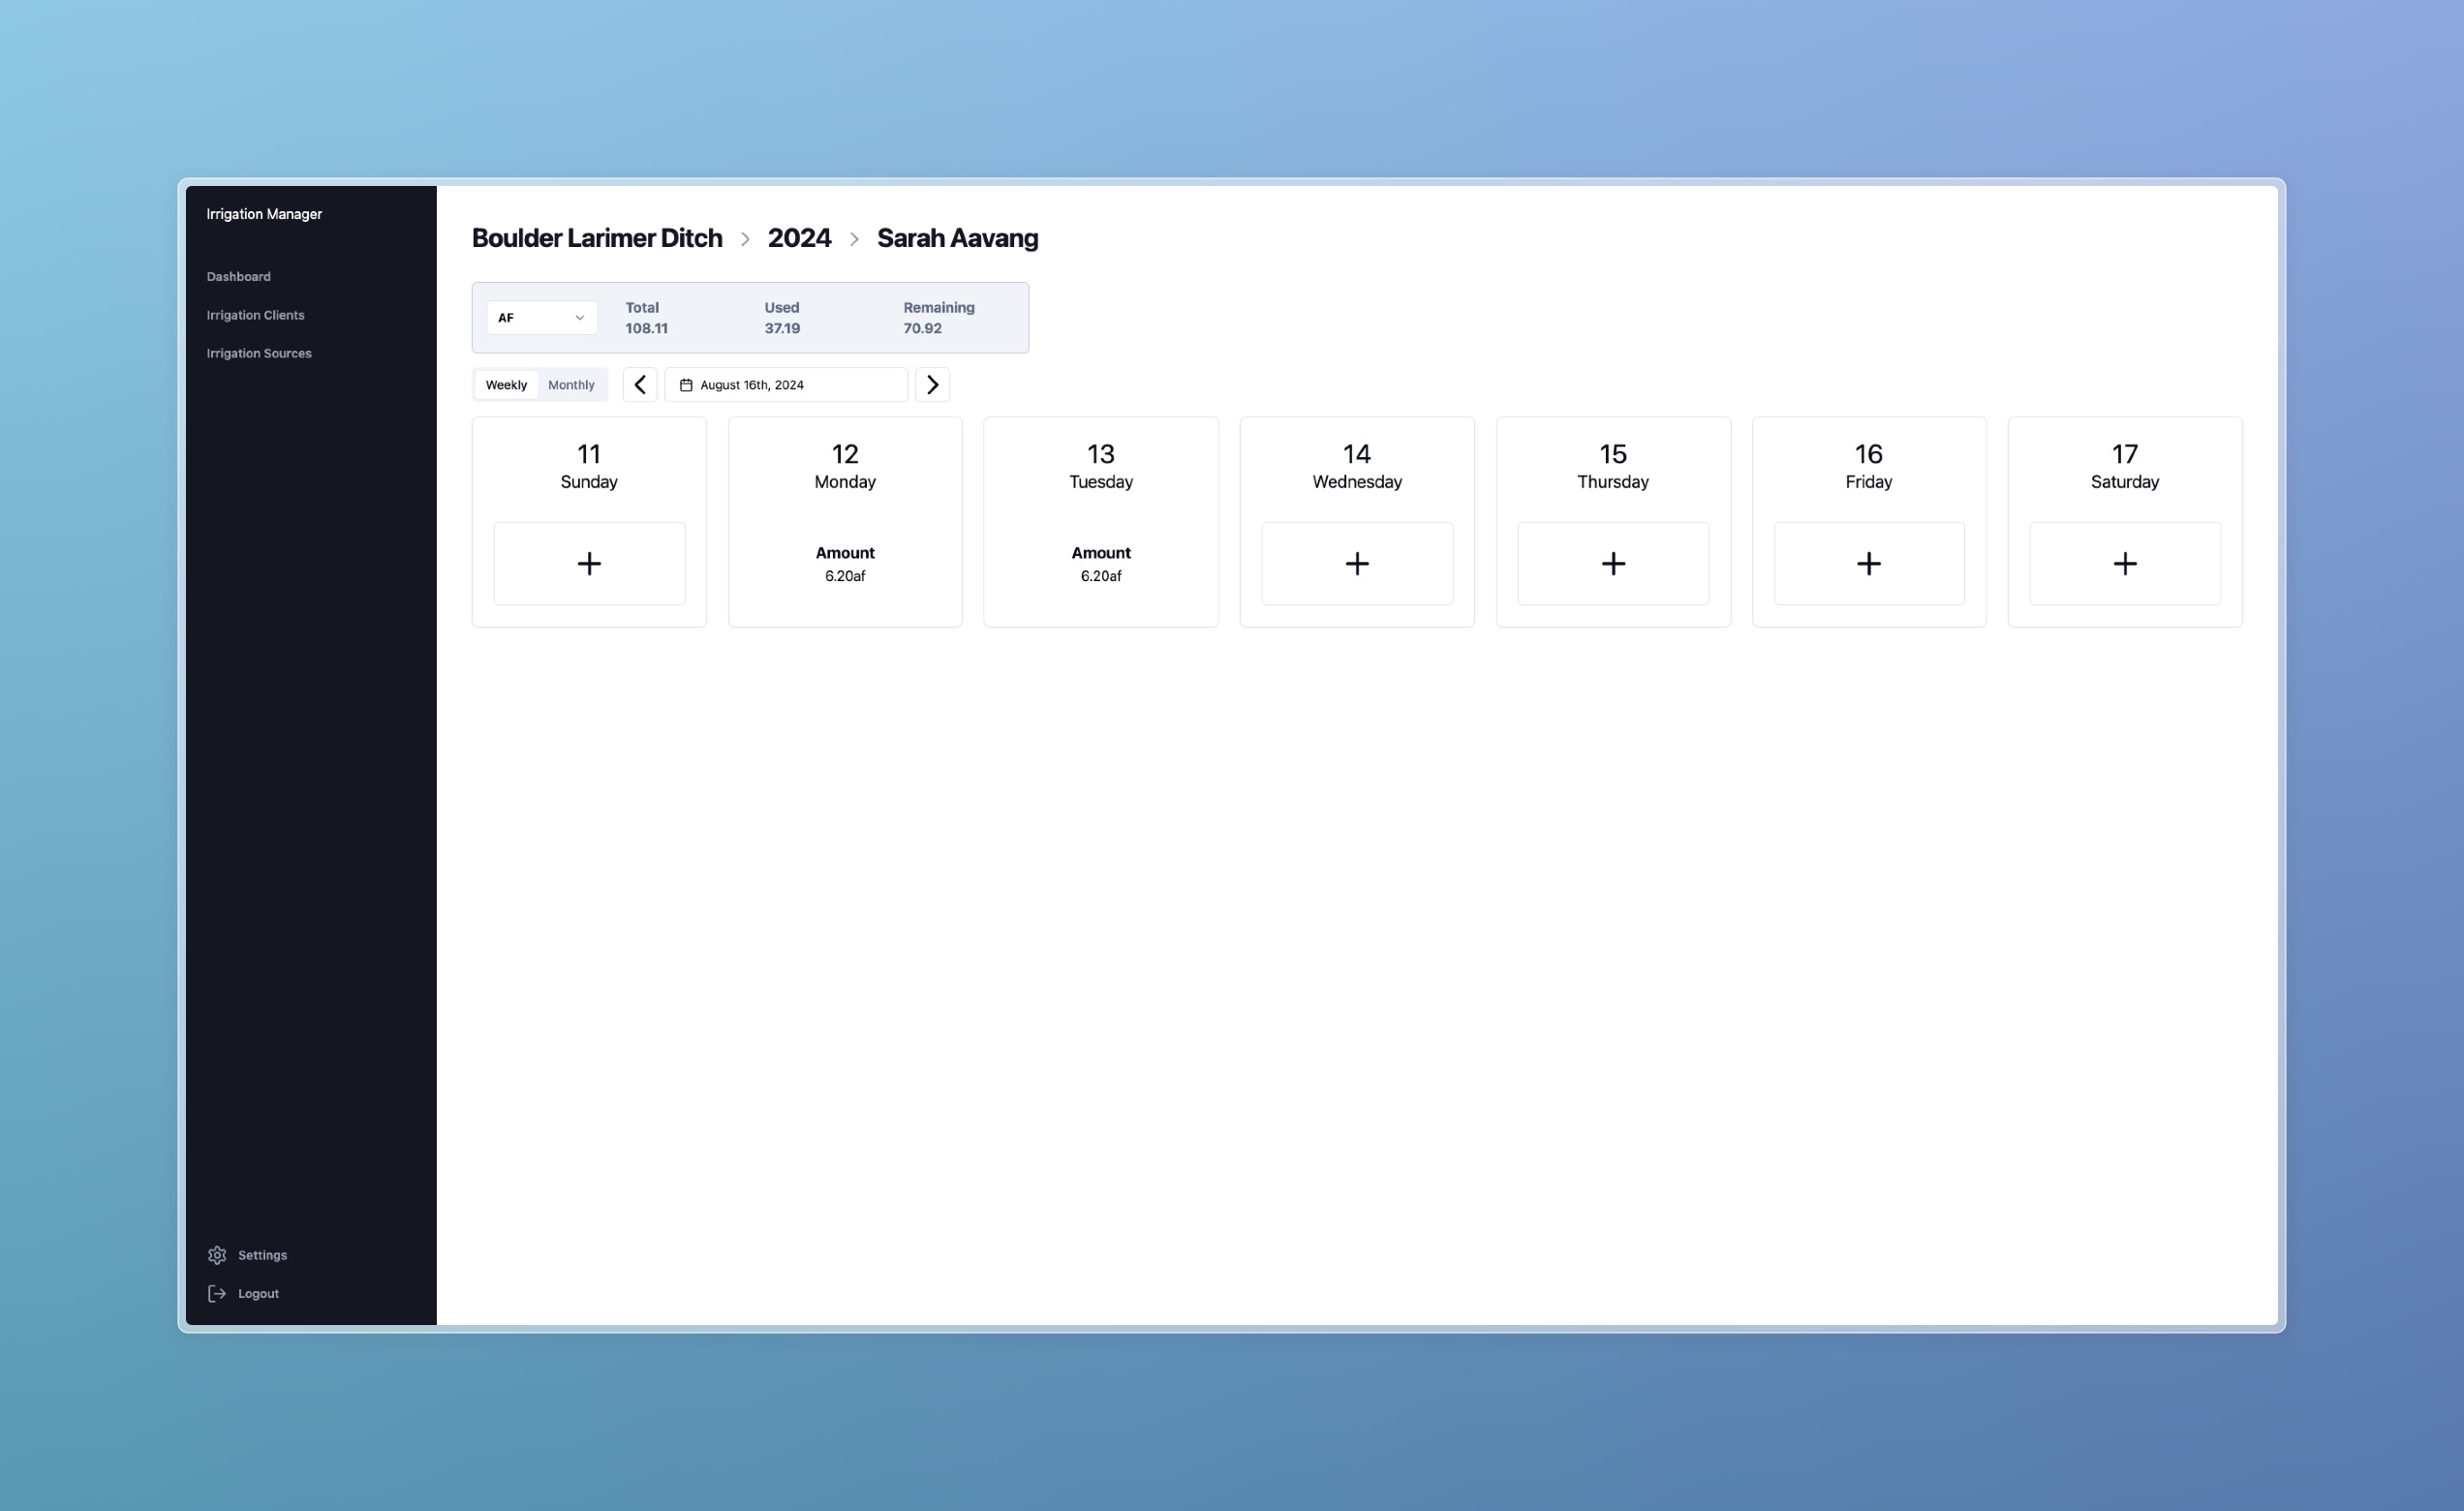 Irrigation Manager
Dashboard
Irrigation Clients
Irrigation Sources
Settings
Logout
Boulder Larimer Ditch > 2024 > Sarah Aavang
AF
Total
108.11
Used
37.19
Remaining
70.92
Weekly Monthly
August 16th, 2024
11
Sunday
12
Monday
Amount
6.20af
13
Tuesday
Amount
6.20af
14
Wednesday
15
Thursday
16
Friday
17
Saturday